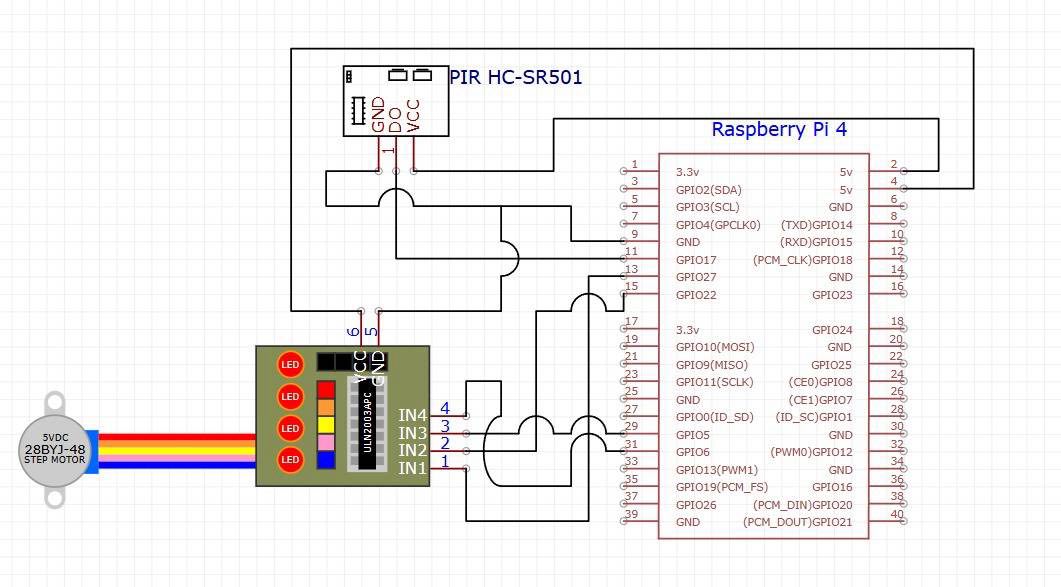 PIR HC-SR501
GND
DO
VCC
1
Raspberry Pi 4
1 3.3v 5v 2
3 GPIO2(SDA) 5v 4
5 GPIO3(SCL) GND 6
7 GPIO4(GPCLK0) (TXD)GPIO14 8
9 GND (RXD)GPIO15 10
11 GPIO17 (PCM_CLK)GPIO18 12
13 GPIO27 GND 14
15 GPIO22 GPIO23 16
17 3.3v GPIO24 18
19 GPIO10(MOSI) GND 20
21 GPIO9(MISO) GPIO25 22
23 GPIO11(SCLK) (CE0)GPIO8 24
25 GND (CE1)GPIO7 26
27 GPIO0(ID_SD) (ID_SC)GPIO1 28
29 GPIO5 GND 30
31 GPIO6 (PWM0)GPIO12 32
33 GPIO13(PWM1) GND 34
35 GPIO19(PCM_FS) GPIO16 36
37 GPIO26 (PCM_DIN)GPIO20 38
39 GND (PCM_DOUT)GPIO21 40
6 5
VCC
GND
LED
LED
LED
LED
ULN2003APC
IN4 4
IN3 3
IN2 2
IN1 1
5VDC
28BYJ-48
STEP MOTOR